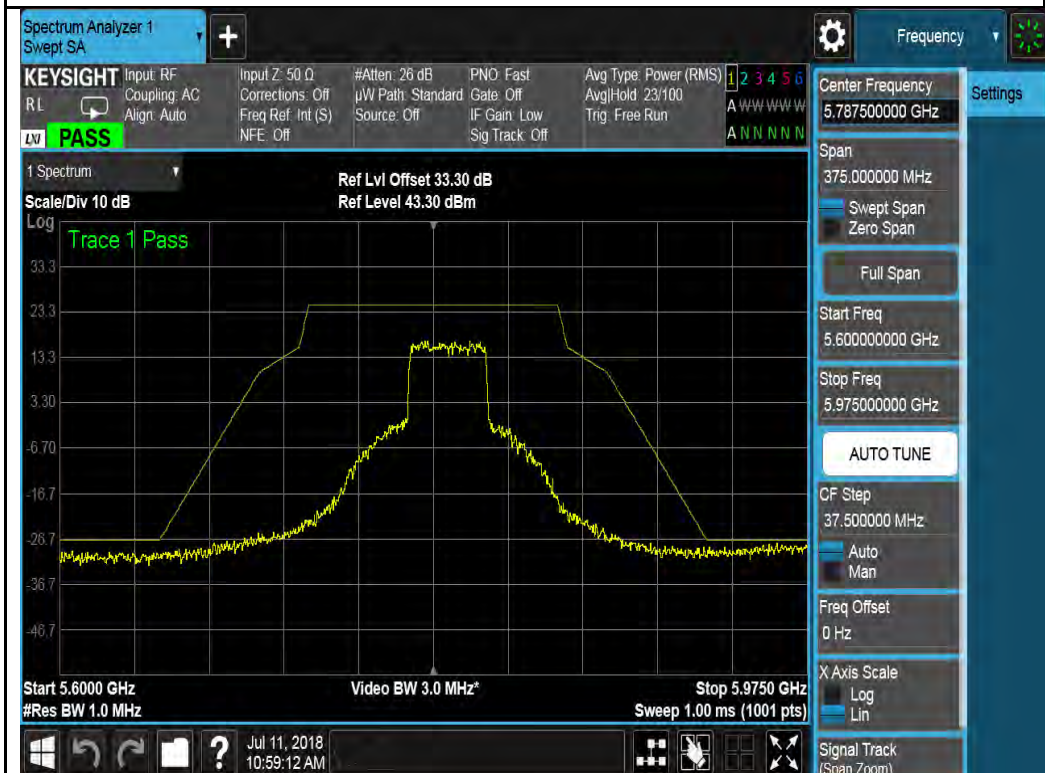 Spectrum Analyzer 1
Swept SA
+
Frequency
KEYSIGHT
RL
LXI PASS
Input: RF
Coupling: AC
Align: Auto
Input Z: 50 Ω
Corrections: Off
Freq Ref: Int (S)
NFE: Off
#Atten: 26 dB
µW Path: Standard
Source: Off
PNO: Fast
Gate: Off
IF Gain: Low
Sig Track: Off
Avg Type: Power (RMS)
Avg|Hold: 23/100
Trig: Free Run
1 2 3 4 5 6
A W W W W W
A N N N N N
1 Spectrum
Scale/Div 10 dB
Ref Lvl Offset 33.30 dB
Ref Level 43.30 dBm
Log
Trace 1 Pass
33.3
23.3
13.3
3.30
-6.70
-16.7
-26.7
-36.7
-46.7
Start 5.6000 GHz
#Res BW 1.0 MHz
Video BW 3.0 MHz*
Stop 5.9750 GHz
Sweep 1.00 ms (1001 pts)
?
Jul 11, 2018
10:59:12 AM
Center Frequency
5.787500000 GHz
Span
375.000000 MHz
Swept Span
Zero Span
Full Span
Start Freq
5.600000000 GHz
Stop Freq
5.975000000 GHz
AUTO TUNE
CF Step
37.500000 MHz
Auto
Man
Freq Offset
0 Hz
X Axis Scale
Log
Lin
Signal Track
(Span Zoom)
Settings